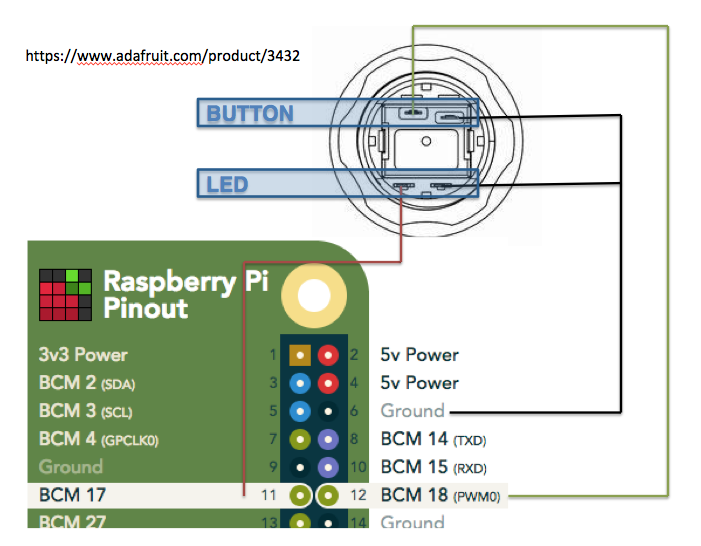 https://www.adafruit.com/product/3432
BUTTON
LED
Raspberry Pi
Pinout
3v3 Power 1 2 5v Power
BCM 2 (SDA) 3 4 5v Power
BCM 3 (SCL) 5 6 Ground
BCM 4 (GPCLK0) 7 8 BCM 14 (TXD)
Ground 9 10 BCM 15 (RXD)
BCM 17 11 12 BCM 18 (PWM0)
BCM 27 13 14 Ground